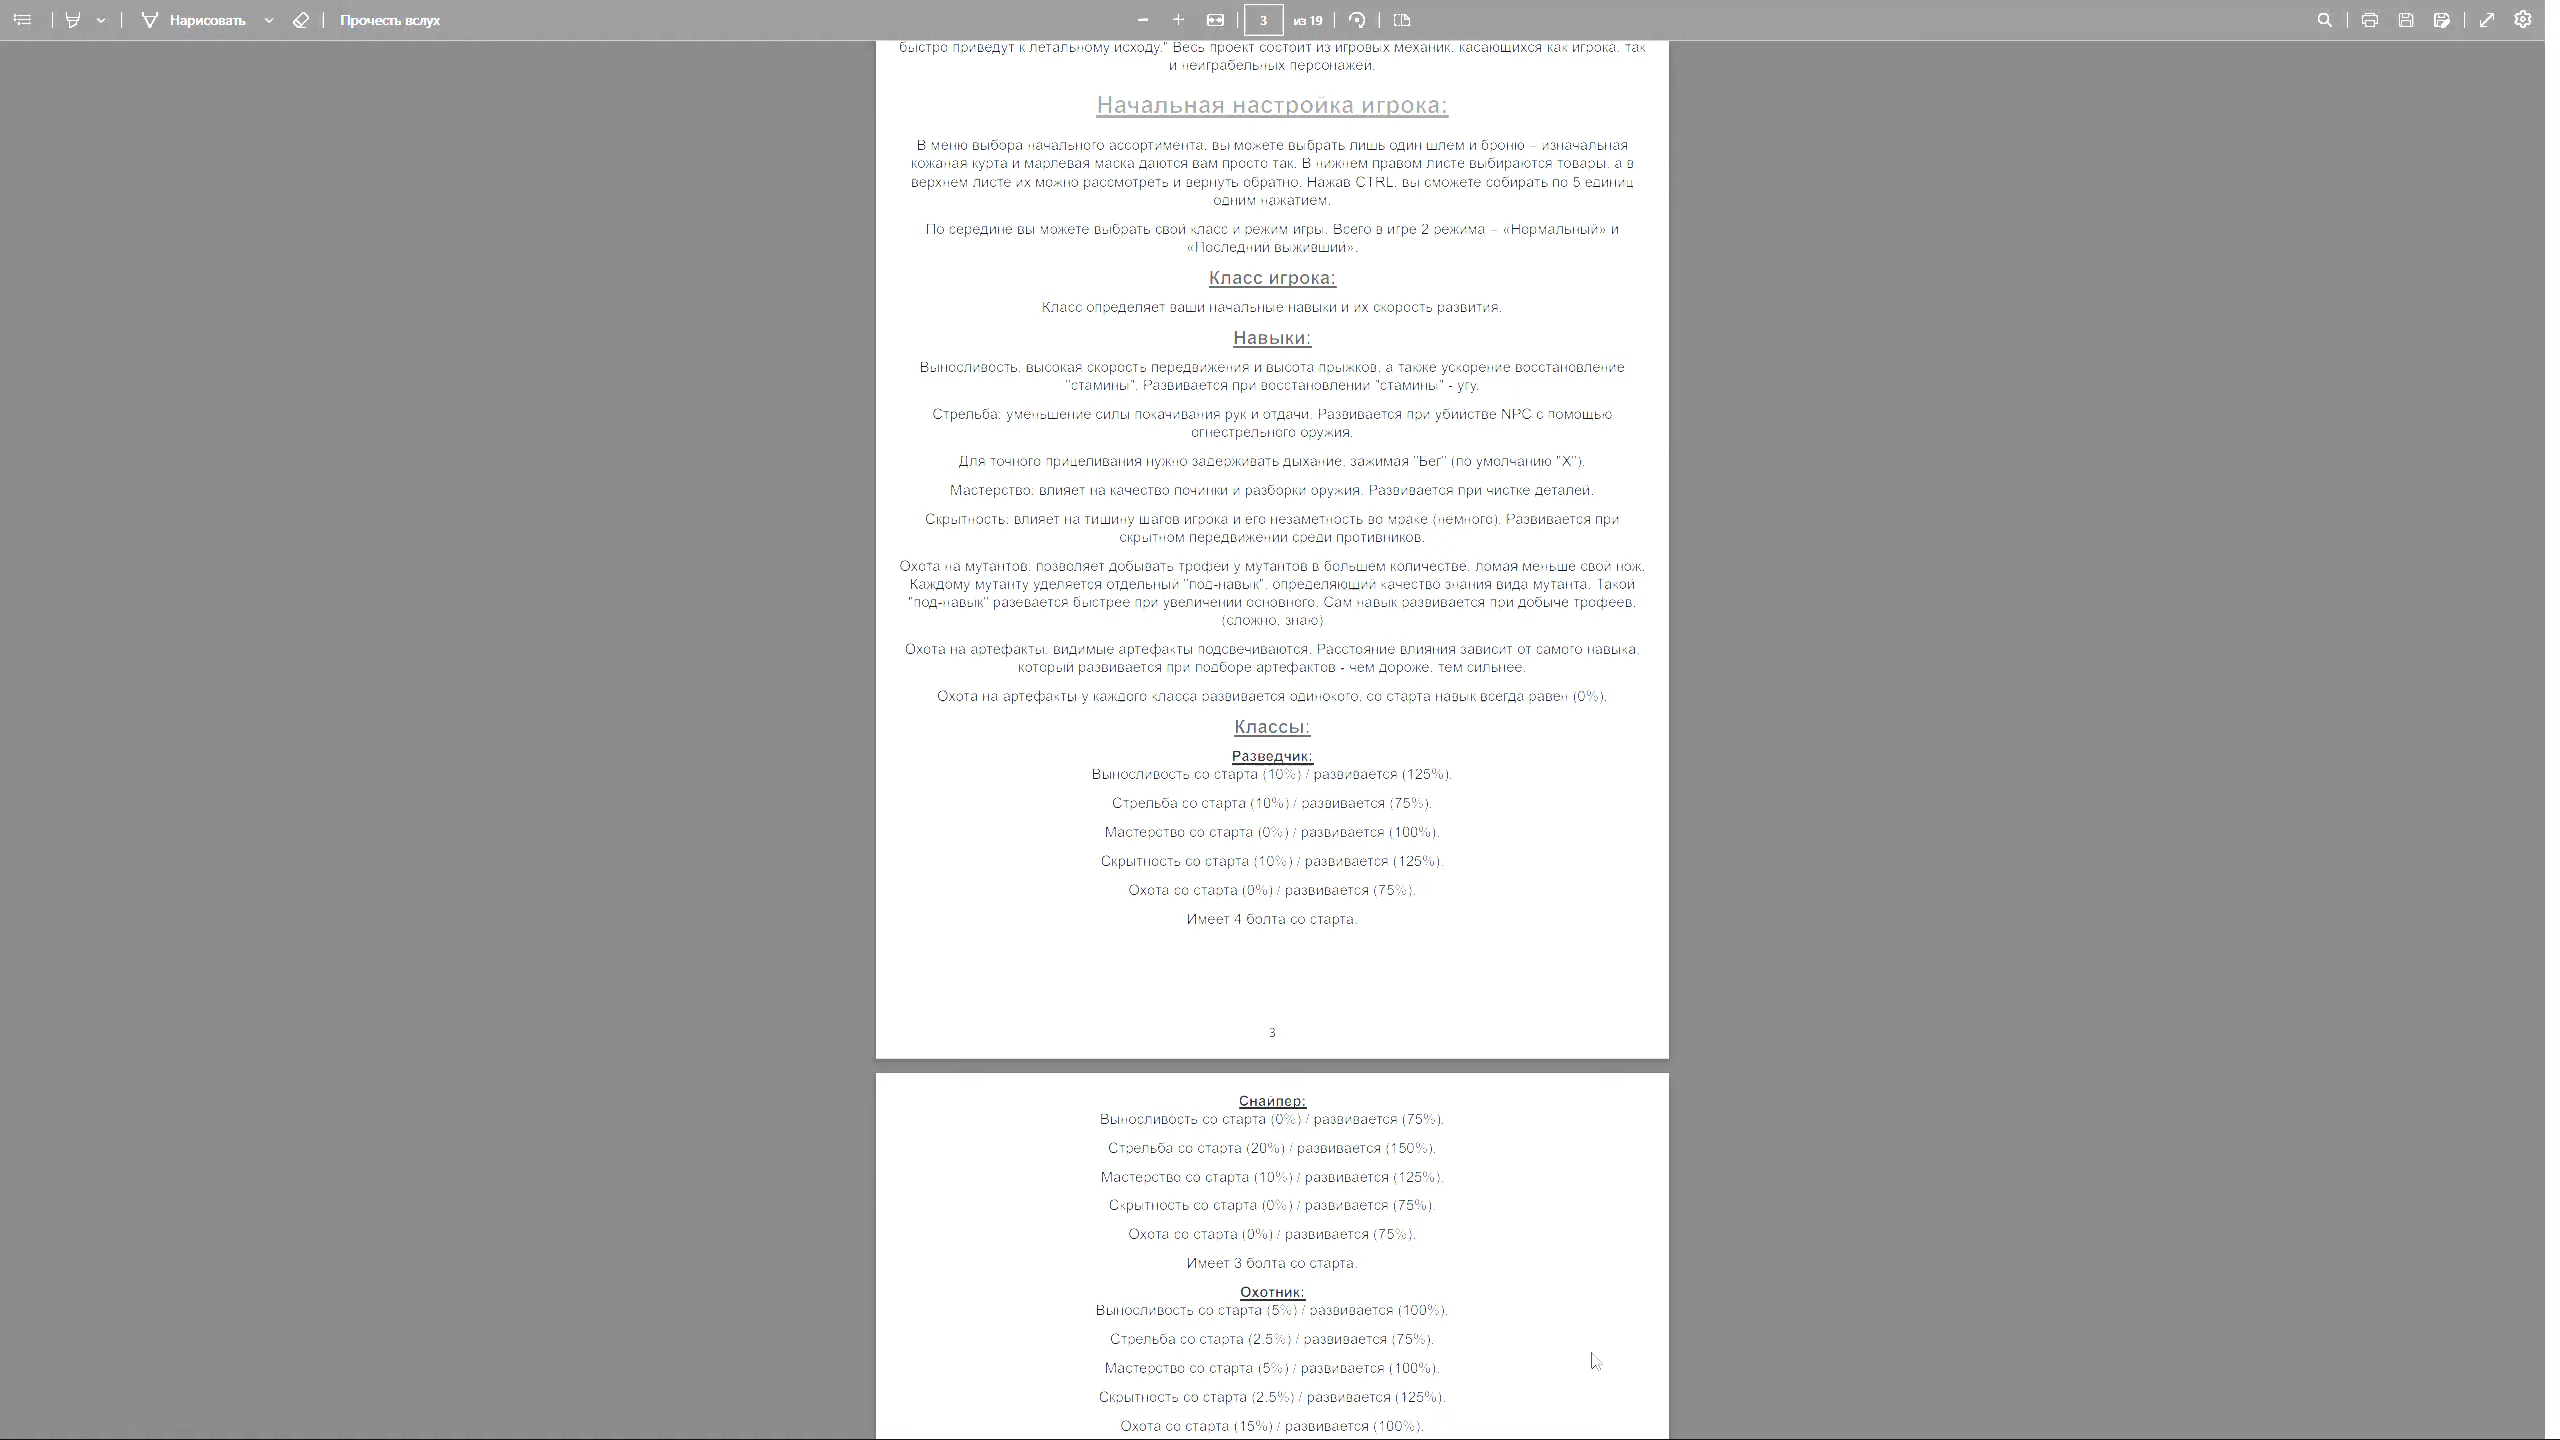 Нарисовать
Прочесть вслух
3
из 19
быстро приведут к летальному исходу." Весь проект состоит из игровых механик, касающихся как игрока, так
и неиграбельных персонажей.
Начальная настройка игрока:
В меню выбора начального ассортимента, вы можете выбрать лишь один шлем и броню – изначальная
кожаная курта и марлевая маска даются вам просто так. В нижнем правом листе выбираются товары, а в
верхнем листе их можно рассмотреть и вернуть обратно. Нажав CTRL, вы сможете собирать по 5 единиц
одним нажатием.
По середине вы можете выбрать свой класс и режим игры. Всего в игре 2 режима – «Нормальный» и
«Последний выживший».
Класс игрока:
Класс определяет ваши начальные навыки и их скорость развития.
Навыки:
Выносливость: высокая скорость передвижения и высота прыжков, а также ускорение восстановление
"стамины". Развивается при восстановлении "стамины" - угу.
Стрельба: уменьшение силы покачивания рук и отдачи. Развивается при убийстве NPC с помощью
огнестрельного оружия.
Для точного прицеливания нужно задерживать дыхание, зажимая "Бег" (по умолчанию "X").
Мастерство: влияет на качество починки и разборки оружия. Развивается при чистке деталей.
Скрытность: влияет на тишину шагов игрока и его незаметность во мраке (немного). Развивается при
скрытном передвижении среди противников.
Охота на мутантов: позволяет добывать трофеи у мутантов в большем количестве, ломая меньше свой нож.
Каждому мутанту уделяется отдельный "под-навык", определяющий качество знания вида мутанта. Такой
"под-навык" разевается быстрее при увеличении основного. Сам навык развивается при добыче трофеев.
(сложно, знаю)
Охота на артефакты: видимые артефакты подсвечиваются. Расстояние влияния зависит от самого навыка,
который развивается при подборе артефактов - чем дороже, тем сильнее.
Охота на артефакты у каждого класса развивается одинокого, со старта навык всегда равен (0%).
Классы:
Разведчик:
Выносливость со старта (10%) / развивается (125%).
Стрельба со старта (10%) / развивается (75%).
Мастерство со старта (0%) / развивается (100%).
Скрытность со старта (10%) / развивается (125%).
Охота со старта (0%) / развивается (75%).
Имеет 4 болта со старта.
3
Снайпер:
Выносливость со старта (0%) / развивается (75%).
Стрельба со старта (20%) / развивается (150%).
Мастерство со старта (10%) / развивается (125%).
Скрытность со старта (0%) / развивается (75%).
Охота со старта (0%) / развивается (75%).
Имеет 3 болта со старта.
Охотник:
Выносливость со старта (5%) / развивается (100%).
Стрельба со старта (2.5%) / развивается (75%).
Мастерство со старта (5%) / развивается (100%).
Скрытность со старта (2.5%) / развивается (125%).
Охота со старта (15%) / развивается (100%).